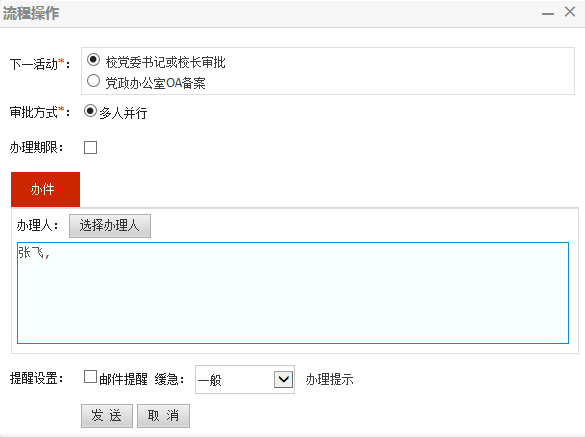 流程操作
下一活动*： 校党委书记或校长审批
党政办公室OA备案
审批方式*： 多人并行
办理期限：
办件
办理人： 选择办理人
张飞,
提醒设置： 邮件提醒 缓急： 一般 办理提示
发 送 取 消